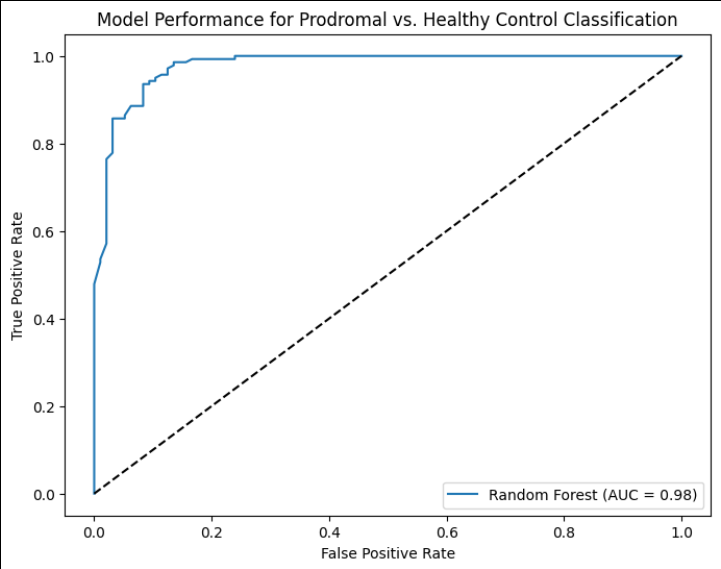 Model Performance for Prodromal vs. Healthy Control Classification
True Positive Rate
1.0
0.8
0.6
0.4
0.2
0.0
Random Forest (AUC = 0.98)
0.0 0.2 0.4 0.6 0.8 1.0
False Positive Rate